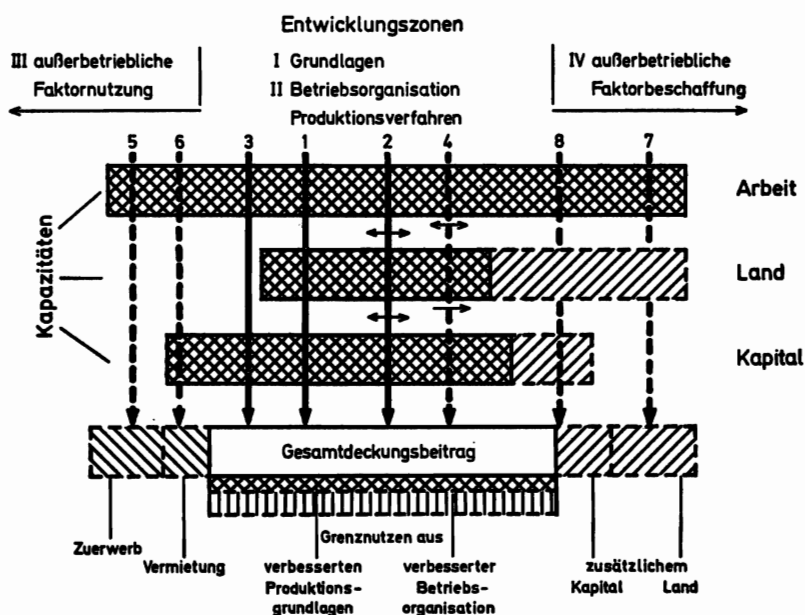 Entwicklungszonen
III außerbetriebliche
Faktornutzung
I Grundlagen
II Betriebsorganisation
Produktionsverfahren
IV außerbetriebliche
Faktorbeschaffung
5 6 3 1 2 4 8 7
Arbeit
Land
Kapital
Kapazitäten
Gesamtdeckungsbeitrag
Grenznutzen aus
Zuerwerb
Vermietung
verbesserten
Produktions-
grundlagen
verbesserter
Betriebs-
organisation
zusätzlichem
Kapital Land